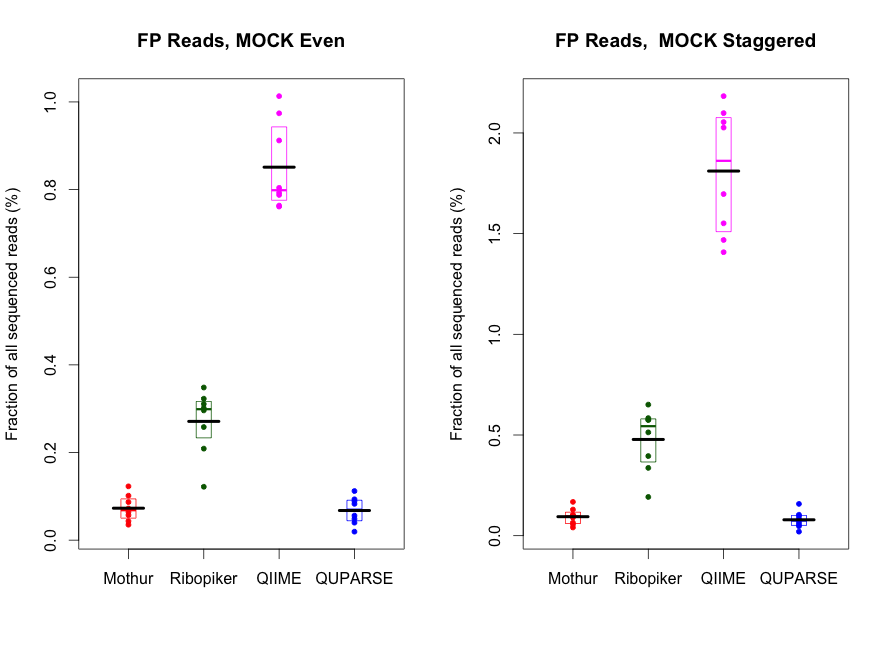 FP Reads, MOCK Even
Fraction of all sequenced reads (%)
1.0
0.8
0.6
0.4
0.2
0.0
Mothur Ribopiker QIIME QUPARSE
FP Reads, MOCK Staggered
Fraction of all sequenced reads (%)
2.0
1.5
1.0
0.5
0.0
Mothur Ribopiker QIIME QUPARSE